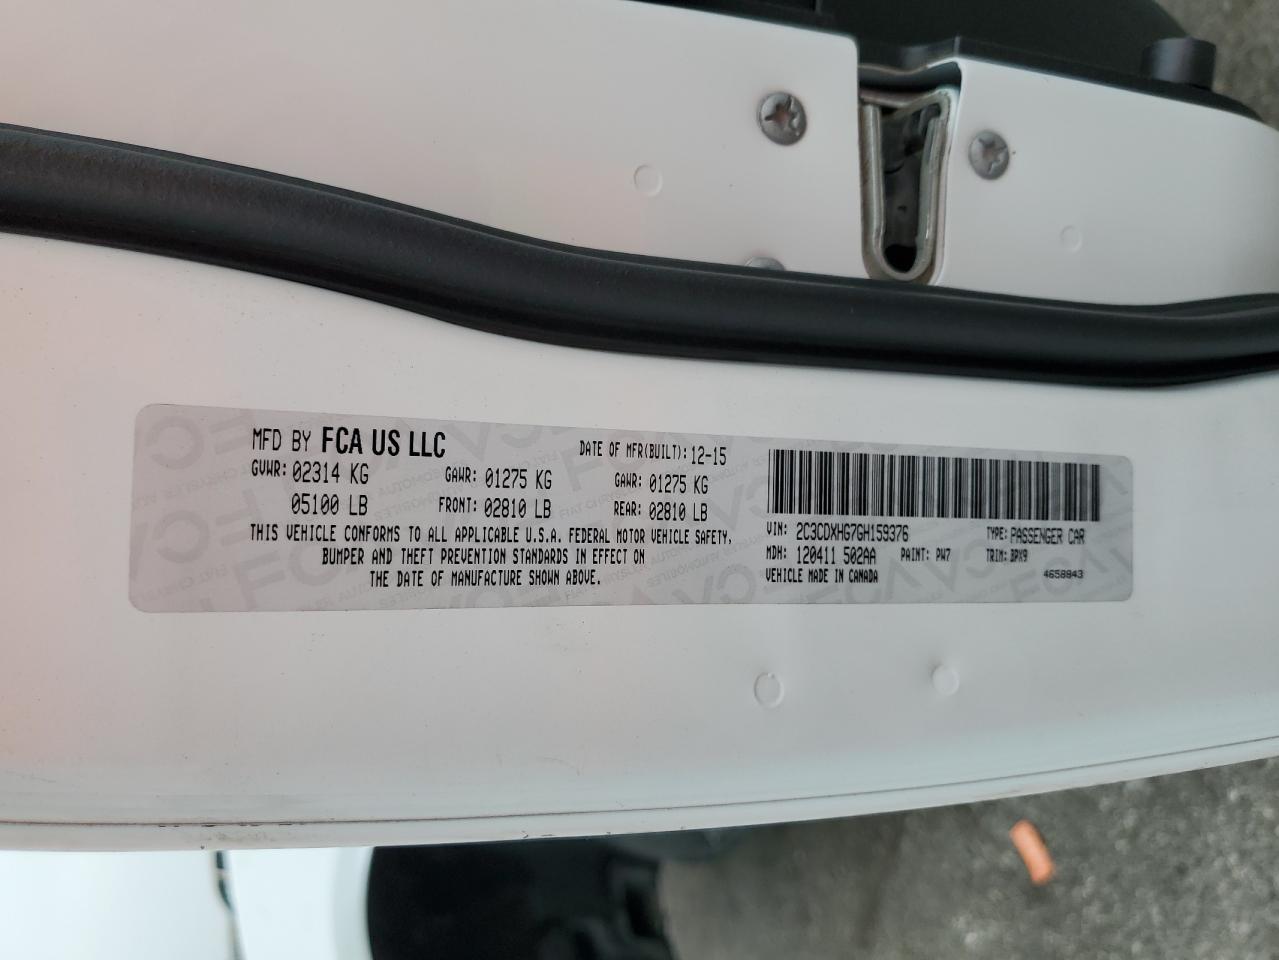 MFD BY FCA US LLC
DATE OF MFR(BUILT): 12-15
GVWR: 02314 KG GAWR: 01275 KG GAWR: 01275 KG
05100 LB FRONT: 02810 LB REAR: 02810 LB
THIS VEHICLE CONFORMS TO ALL APPLICABLE U.S.A. FEDERAL MOTOR VEHICLE SAFETY,
BUMPER AND THEFT PREVENTION STANDARDS IN EFFECT ON
THE DATE OF MANUFACTURE SHOWN ABOVE.
VIN: 2C3CDXHG7GH159376 TYPE: PASSENGER CAR
MDH: 120411 502AA PAINT: PW7 TRIM: BPX9
VEHICLE MADE IN CANADA 4658843